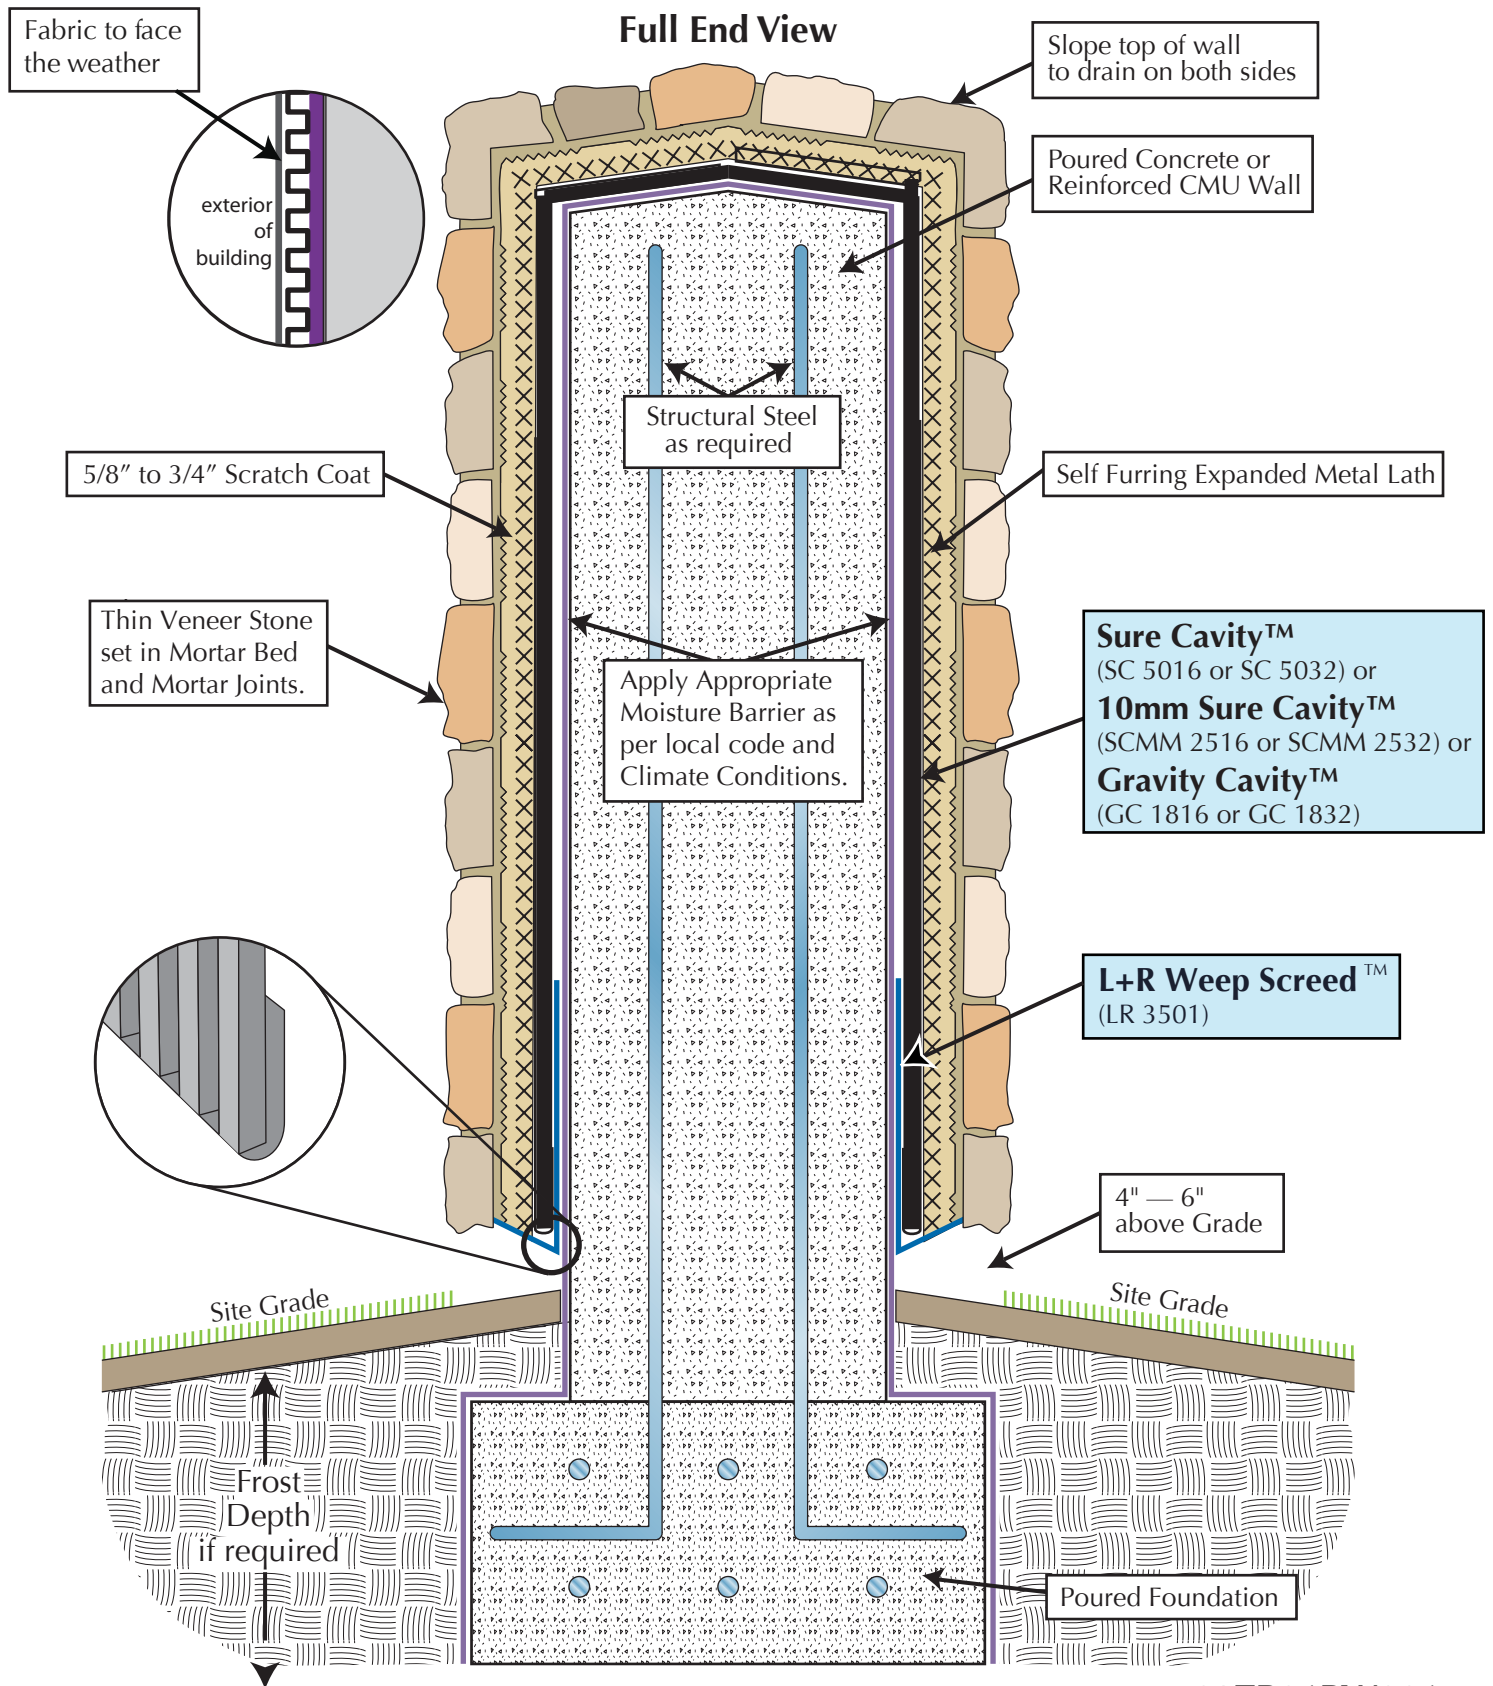 Full End View
Fabric to face
the weather
Slope top of wall
to drain on both sides
Poured Concrete or
Reinforced CMU Wall
exterior
of
building
Structural Steel
as required
5/8″ to 3/4″ Scratch Coat
Self Furring Expanded Metal Lath
Thin Veneer Stone
set in Mortar Bed
and Mortar Joints.
Apply Appropriate
Moisture Barrier as
per local code and
Climate Conditions.
Sure Cavity™
(SC 5016 or SC 5032) or
10mm Sure Cavity™
(SCMM 2516 or SCMM 2532) or
Gravity Cavity™
(GC 1816 or GC 1832)
L+R Weep Screed™
(LR 3501)
4" — 6"
above Grade
Site Grade
Site Grade
Frost
Depth
if required
Poured Foundation